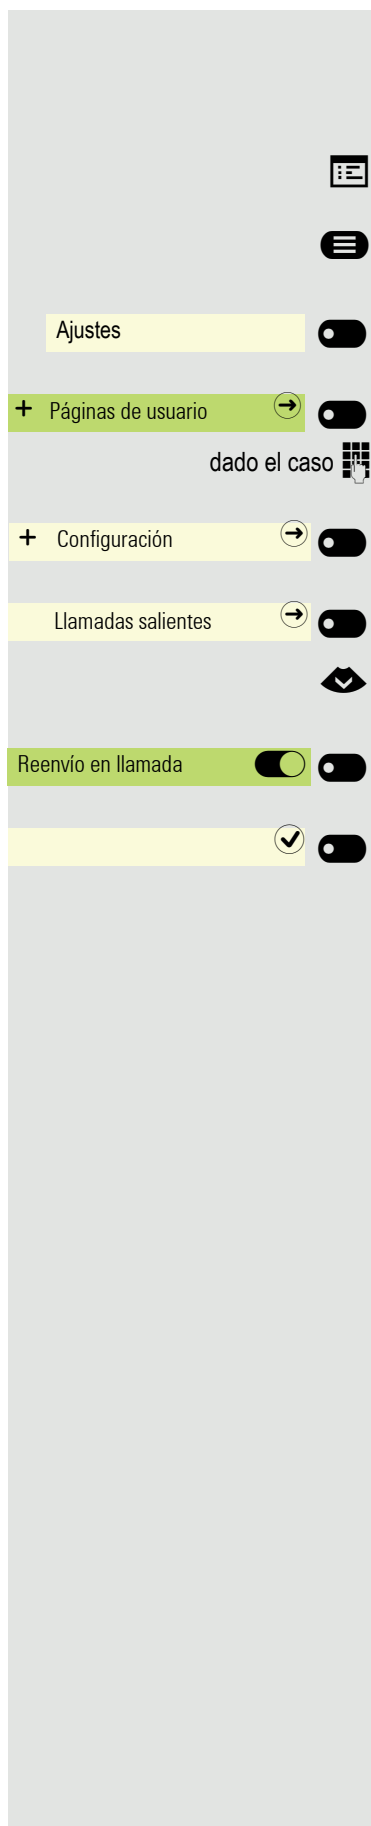 Ajustes
+ Páginas de usuario
dado el caso
+ Configuración
Llamadas salientes
Reenvío en llamada